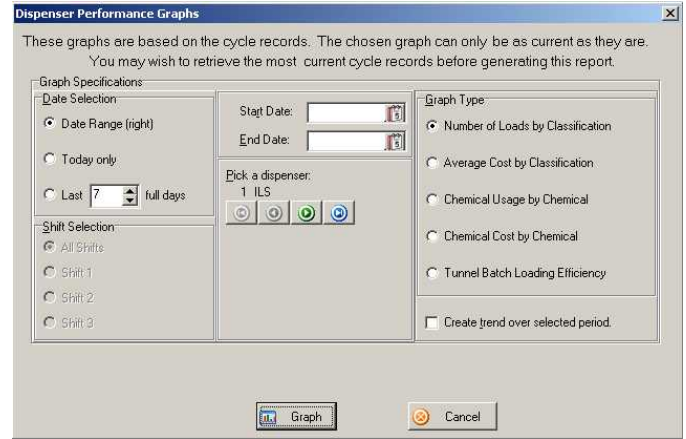 Dispenser Performance Graphs
These graphs are based on the cycle records. The chosen graph can only be as current as they are.
You may wish to retrieve the most current cycle records before generating this report.
Graph Specifications
Date Selection
Date Range (right)
Today only
Last 7 full days
Shift Selection
All Shifts
Shift 1
Shift 2
Shift 3
Start Date:
End Date:
Pick a dispenser:
1 ILS
Graph Type
Number of Loads by Classification
Average Cost by Classification
Chemical Usage by Chemical
Chemical Cost by Chemical
Tunnel Batch Loading Efficiency
Create trend over selected period.
Graph
Cancel